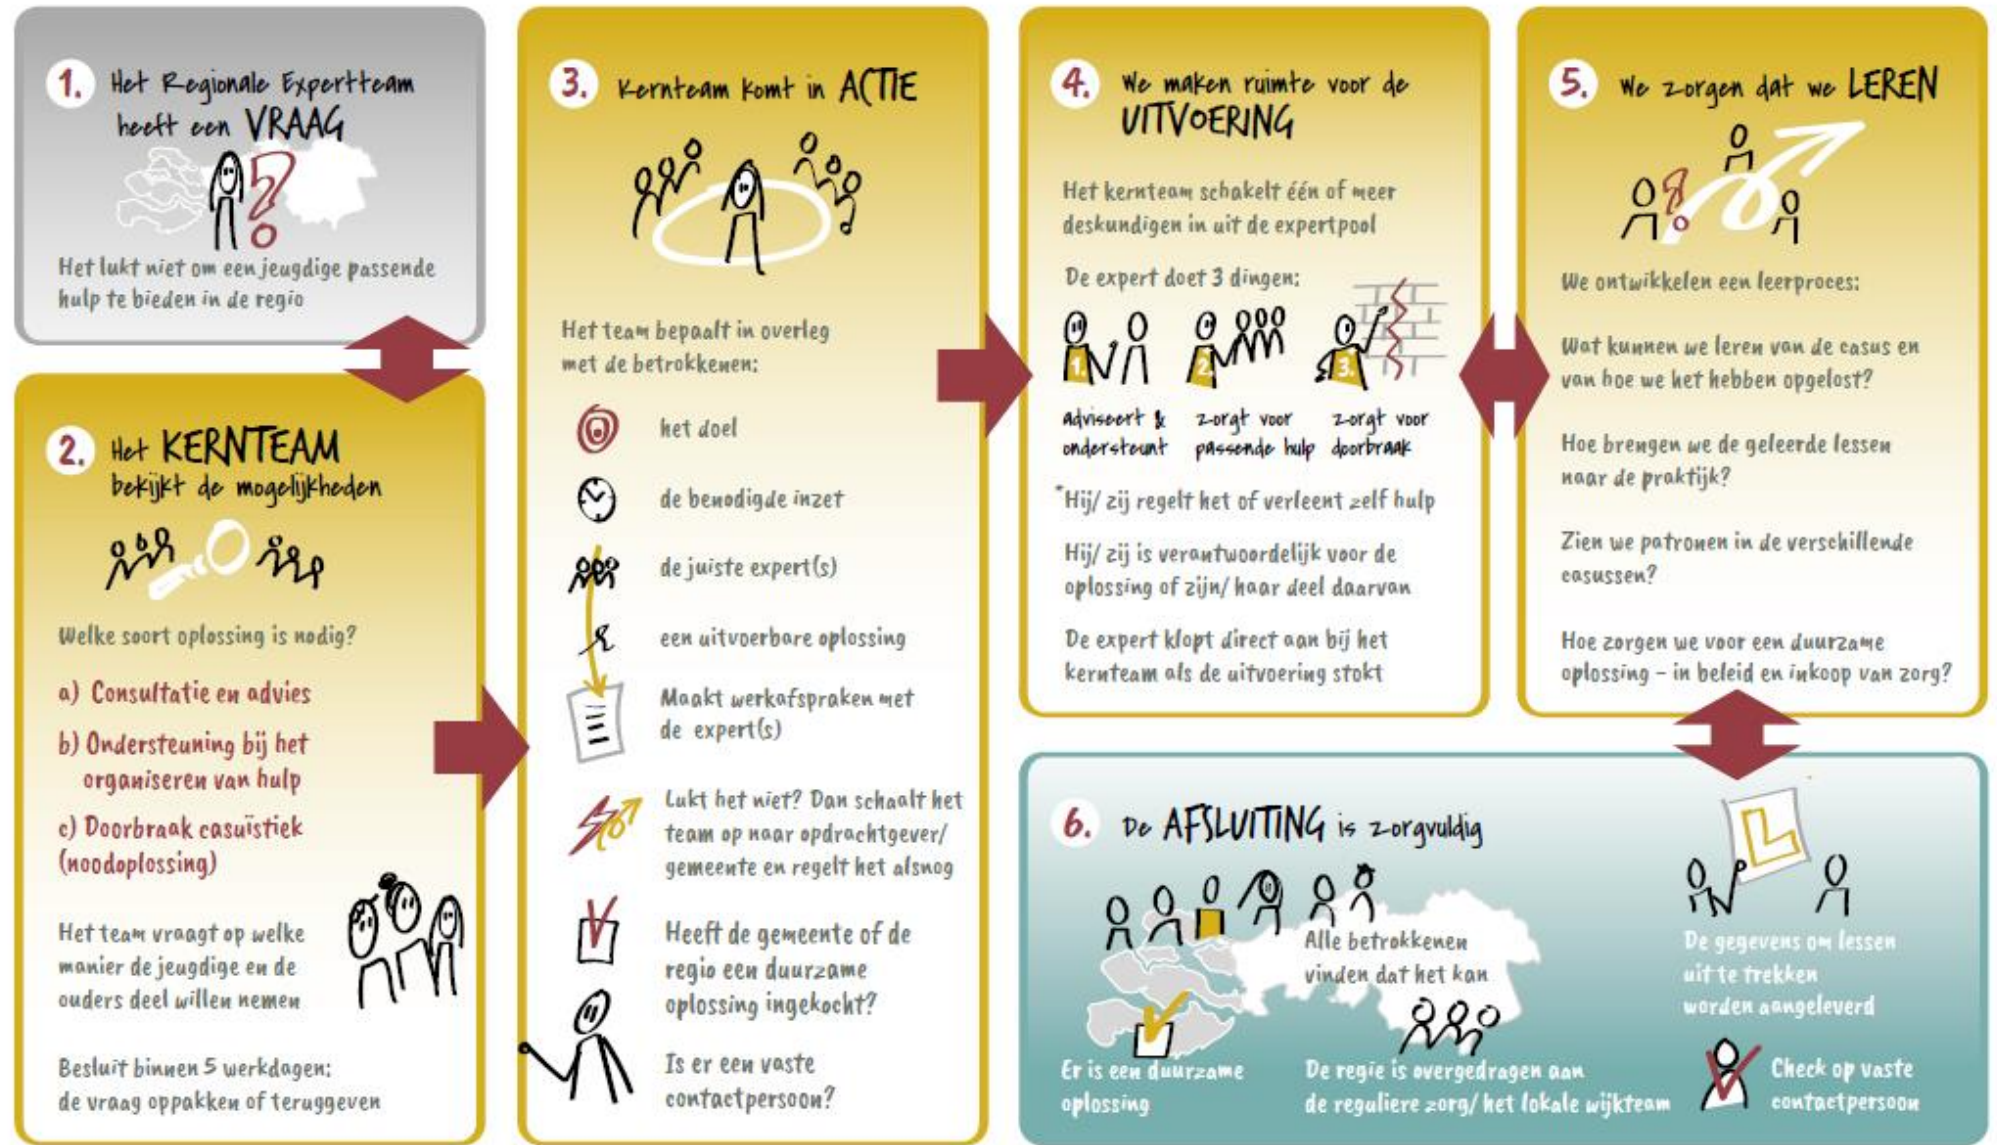 1. Het Regionale Expertteam
heeft een VRAAG
Het lukt niet om een jeugdige passende
hulp te bieden in de regio
2. Het KERNTEAM
bekijkt de mogelijkheden
Welke soort oplossing is nodig?
a) Consultatie en advies
b) Ondersteuning bij het
organiseren van hulp
c) Doorbraak casuïstiek
(noodoplossing)
Het team vraagt op welke
manier de jeugdige en de
ouders deel willen nemen
Besluit binnen 5 werkdagen:
de vraag oppakken of teruggeven
3. Kernteam komt in ACTIE
Het team bepaalt in overleg
met de betrokkenen:
het doel
de benodigde inzet
de juiste expert(s)
een uitvoerbare oplossing
Maakt werkafspraken met
de expert(s)
Lukt het niet? Dan schaalt het
team op naar opdrachtgever/
gemeente en regelt het alsnog
Heeft de gemeente of de
regio een duurzame
oplossing ingekocht?
Is er een vaste
contactpersoon?
4. We maken ruimte voor de
UITVOERING
Het kernteam schakelt één of meer
deskundigen in uit de expertpool
De expert doet 3 dingen:
1. 2. 3.
adviseert & zorgt voor zorgt voor
ondersteunt passende hulp doorbraak
*Hij/ zij regelt het of verleent zelf hulp
Hij/ zij is verantwoordelijk voor de
oplossing of zijn/ haar deel daarvan
De expert klopt direct aan bij het
kernteam als de uitvoering stokt
5. We zorgen dat we LEREN
We ontwikkelen een leerproces:
Wat kunnen we leren van de casus en
van hoe we het hebben opgelost?
Hoe brengen we de geleerde lessen
naar de praktijk?
Zien we patronen in de verschillende
casussen?
Hoe zorgen we voor een duurzame
oplossing – in beleid en inkoop van zorg?
6. De AFSLUITING is zorgvuldig
Er is een duurzame
oplossing
Alle betrokkenen
vinden dat het kan
De regie is overgedragen aan
de reguliere zorg/ het lokale wijkteam
L
De gegevens om lessen
uit te trekken
worden aangeleverd
Check op vaste
contactpersoon